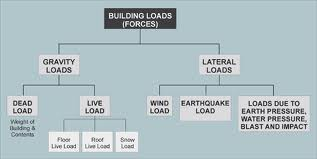 BUILDING LOADS
(FORCES)
GRAVITY
LOADS
LATERAL
LOADS
DEAD
LOAD
LIVE
LOAD
WIND
LOAD
EARTHQUAKE
LOAD
LOADS DUE TO
EARTH PRESSURE,
WATER PRESSURE,
BLAST AND IMPACT
Weight of
Building &
Contents
Floor
Live Load
Roof
Live Load
Snow
Load